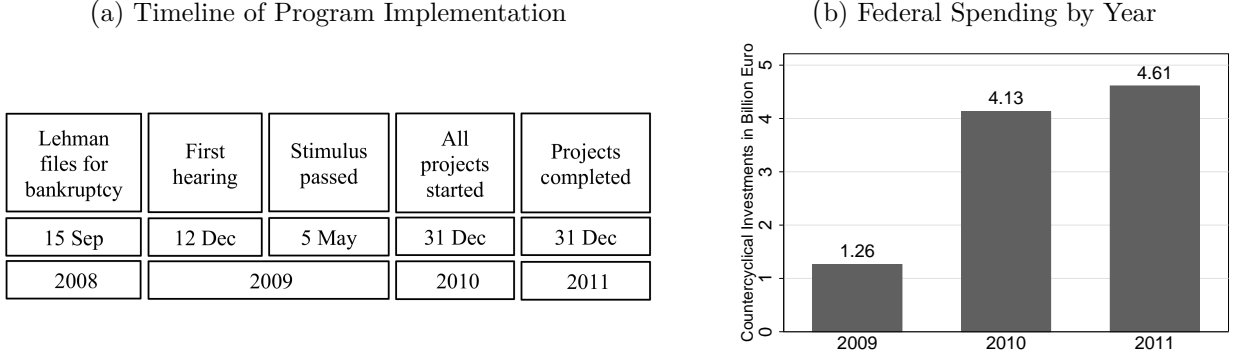 (a) Timeline of Program Implementation
Lehman
files for
bankruptcy
First
hearing
Stimulus
passed
All
projects
started
Projects
completed
15 Sep
12 Dec
5 May
31 Dec
31 Dec
2008
2009
2010
2011
(b) Federal Spending by Year
Countercyclical Investments in Billion Euro
5
4
3
2
1
0
1.26
4.13
4.61
2009
2010
2011